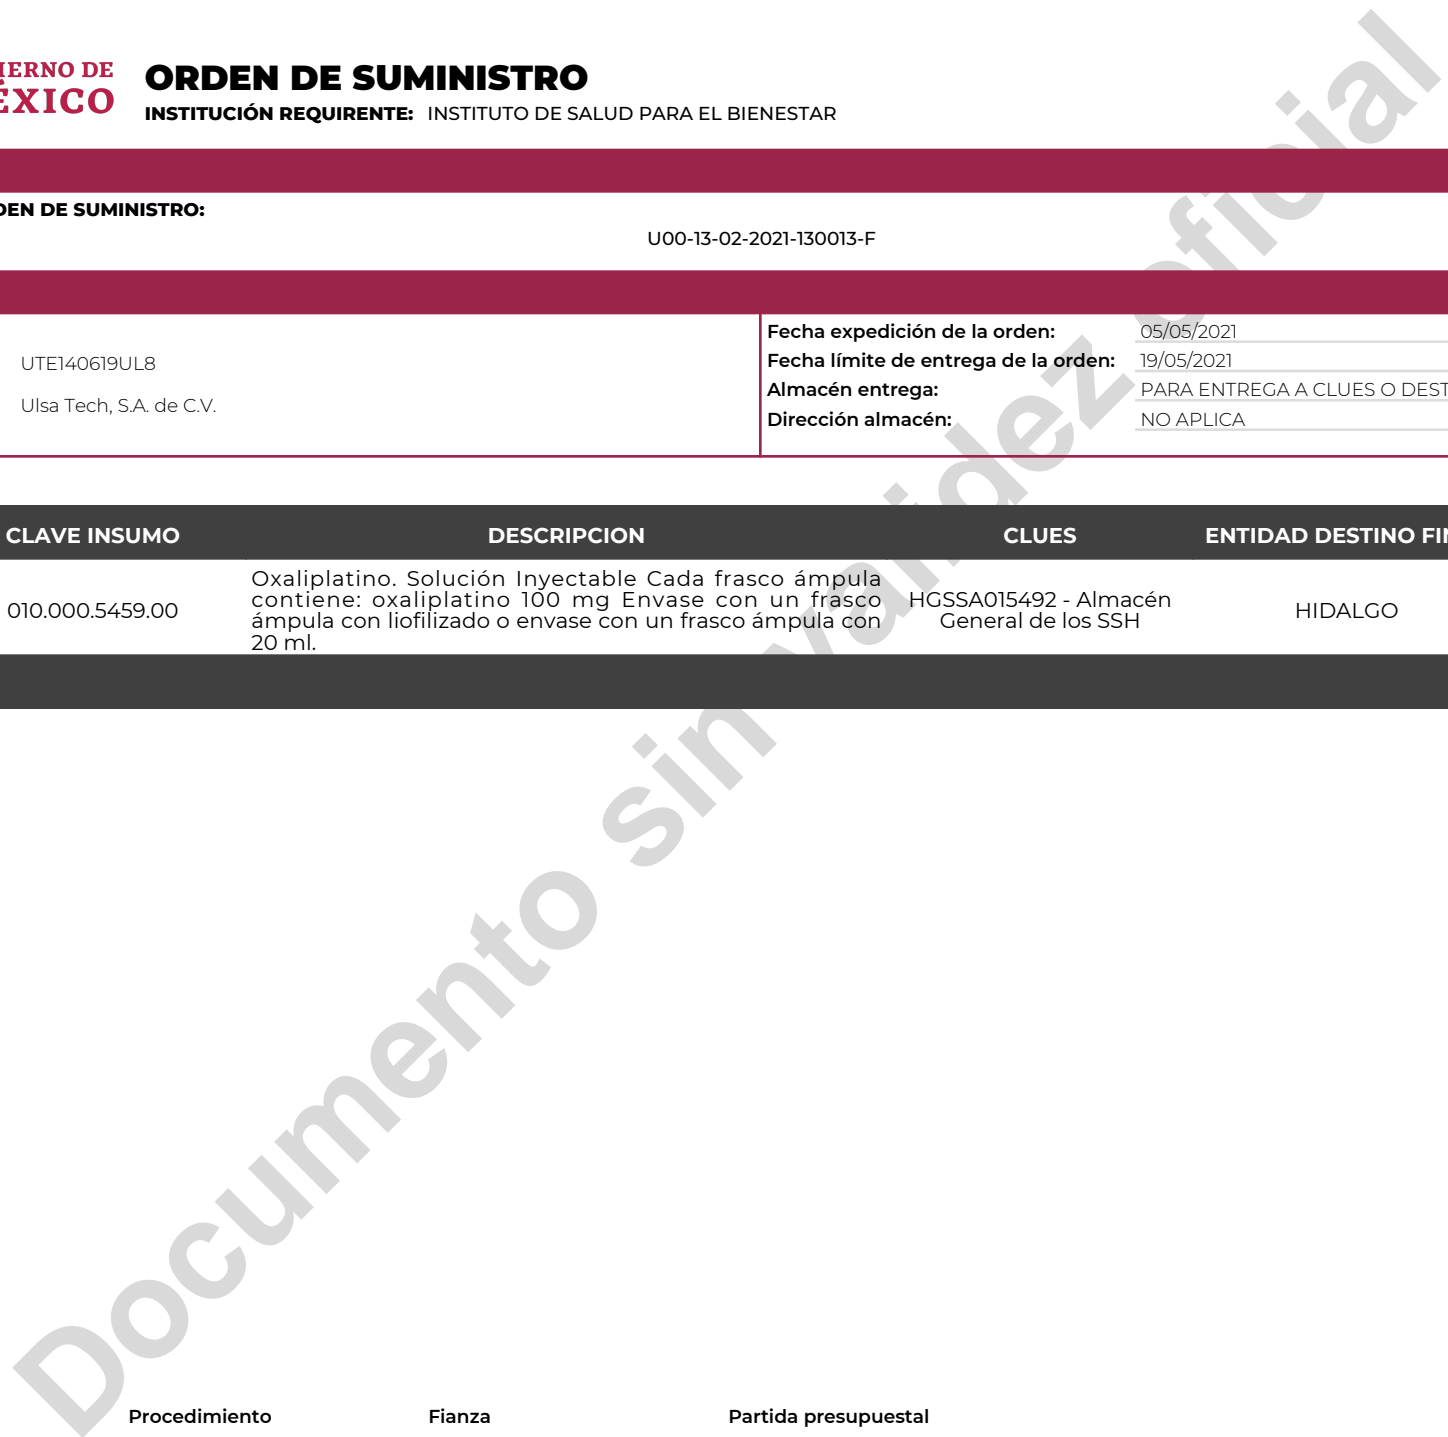 IERNO DE
ÉXICO
ORDEN DE SUMINISTRO
INSTITUCIÓN REQUIRENTE: INSTITUTO DE SALUD PARA EL BIENESTAR
DEN DE SUMINISTRO:
U00-13-02-2021-130013-F
UTE140619UL8
Ulsa Tech, S.A. de C.V.
Fecha expedición de la orden: 05/05/2021
Fecha límite de entrega de la orden: 19/05/2021
Almacén entrega: PARA ENTREGA A CLUES O DEST
Dirección almacén: NO APLICA
CLAVE INSUMO DESCRIPCION CLUES ENTIDAD DESTINO FIN
010.000.5459.00
Oxaliplatino. Solución Inyectable Cada frasco ámpula
contiene: oxaliplatino 100 mg Envase con un frasco
ámpula con liofilizado o envase con un frasco ámpula con
20 ml.
HGSSA015492 - Almacén
General de los SSH
HIDALGO
Documento sin validez oficial
Procedimiento Fianza Partida presupuestal